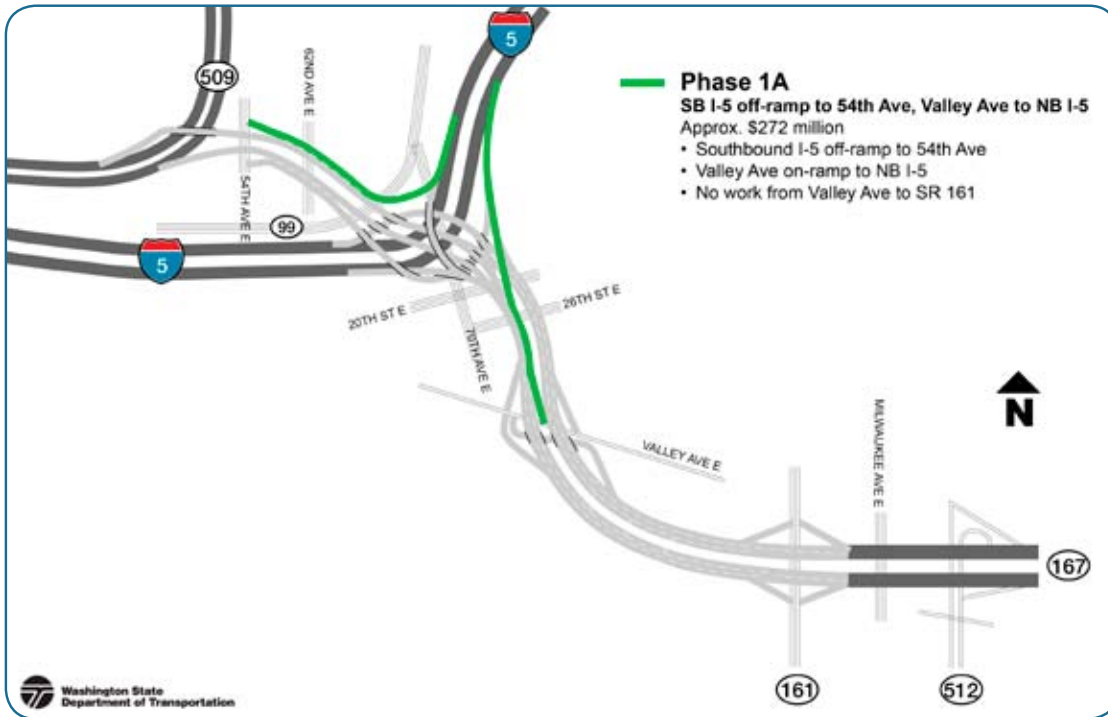 5
509
62ND AVE E
Phase 1A
SB I-5 off-ramp to 54th Ave, Valley Ave to NB I-5
Approx. $272 million
• Southbound I-5 off-ramp to 54th Ave
• Valley Ave on-ramp to NB I-5
• No work from Valley Ave to SR 161
54TH AVE E
99
5
20TH ST E
26TH ST E
70TH AVE E
N
MILWAUKEE AVE E
VALLEY AVE E
167
161
512
Washington State
Department of Transportation